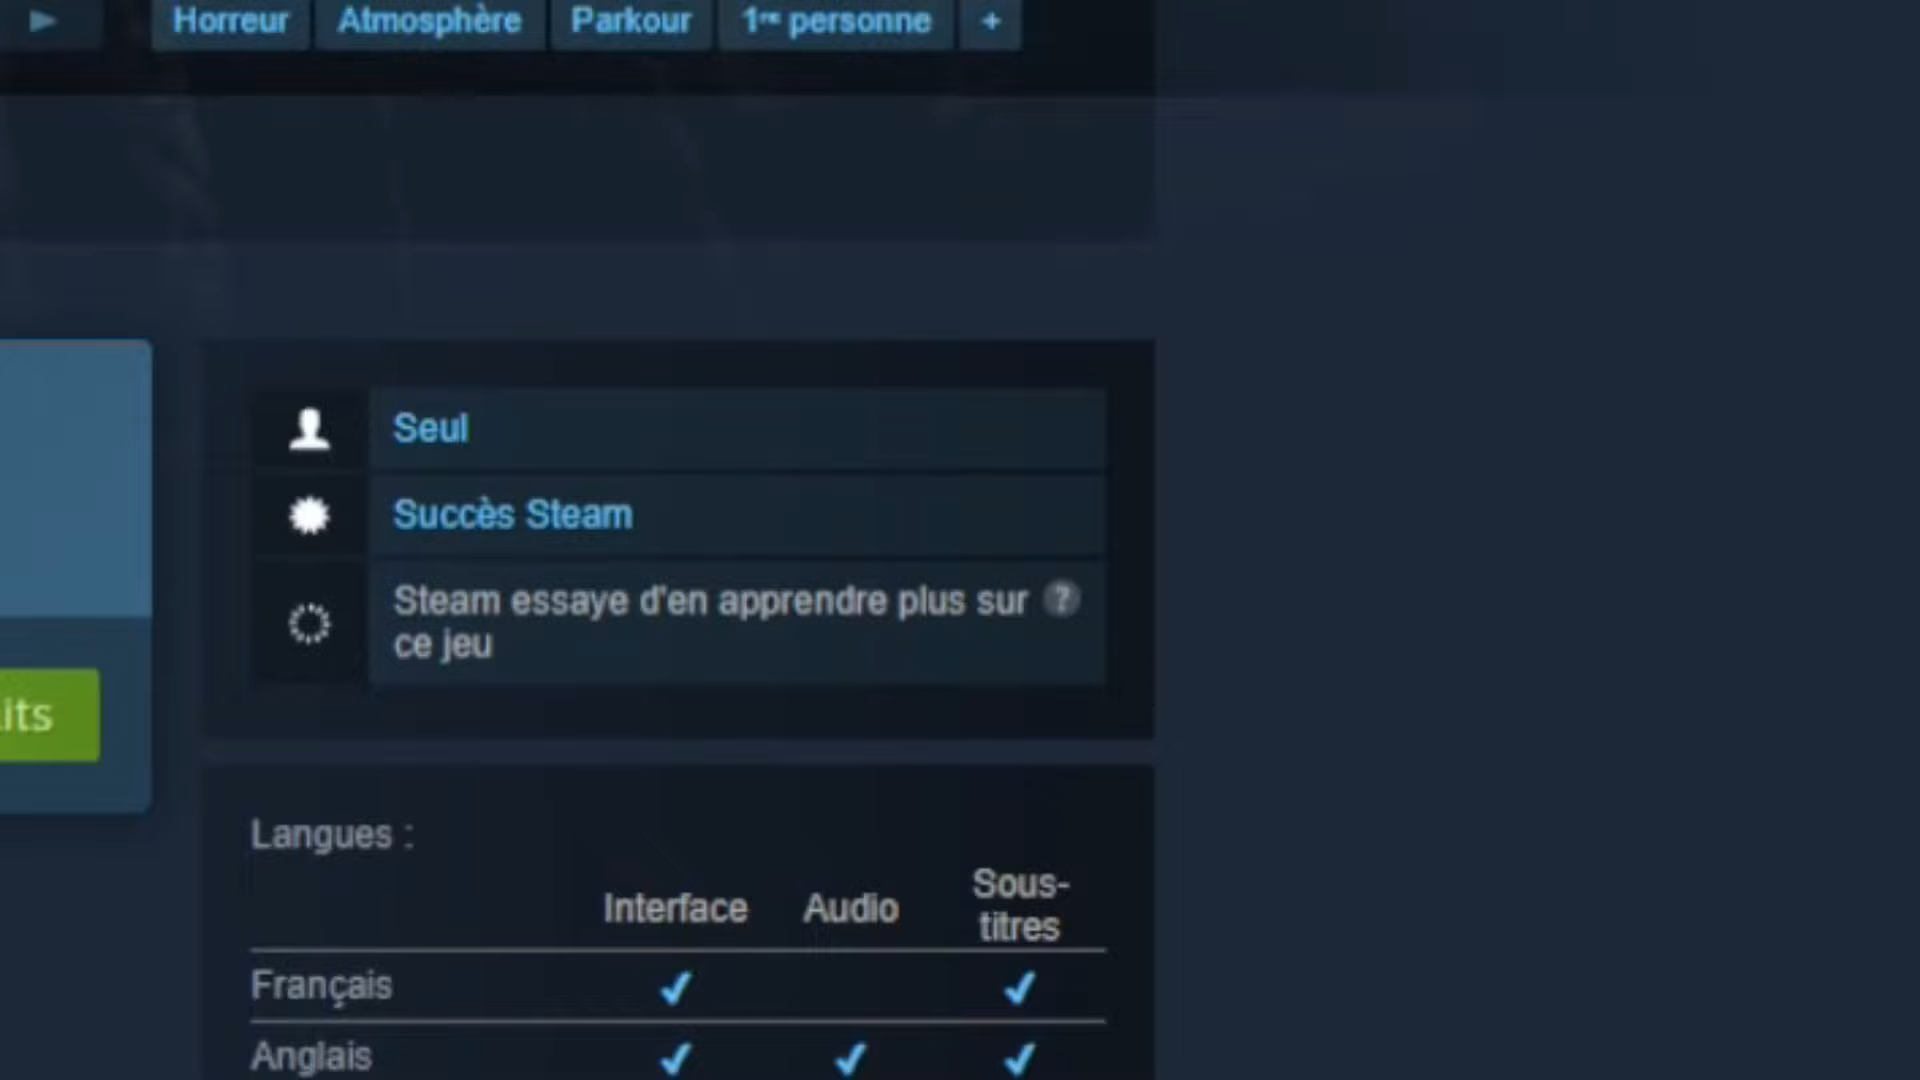 Horreur Atmosphère Parkour 1re personne +
Seul
Succès Steam
Steam essaye d'en apprendre plus sur ?
ce jeu
its
Langues :
Interface Audio Sous-
titres
Français
Anglais